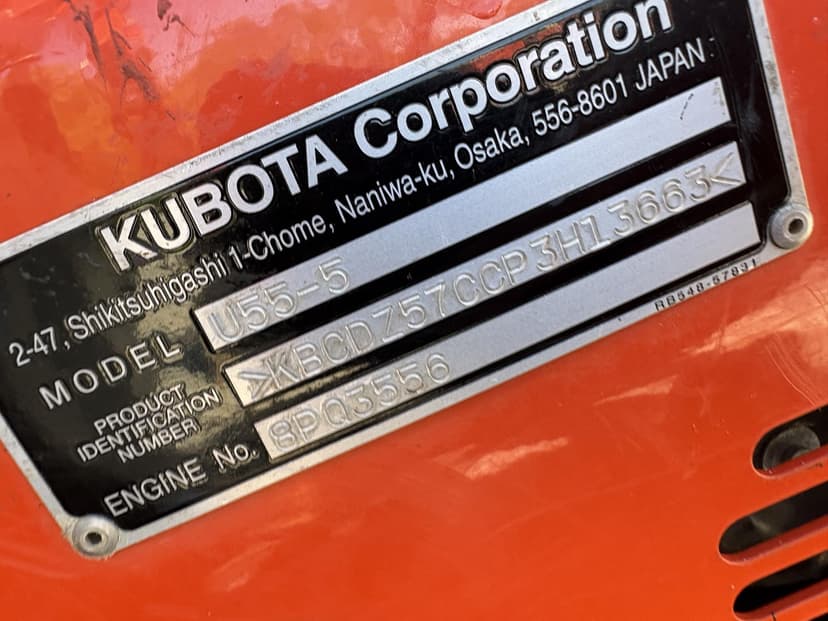 KUBOTA Corporation
2-47, Shikitsuhigashi 1-Chome, Naniwa-ku, Osaka, 556-8601 JAPAN
MODEL U55-5
PRODUCT
IDENTIFICATION
NUMBER
>KBCDZ57CCP3H13663<
ENGINE No. 8PQ3556
RB548-57831